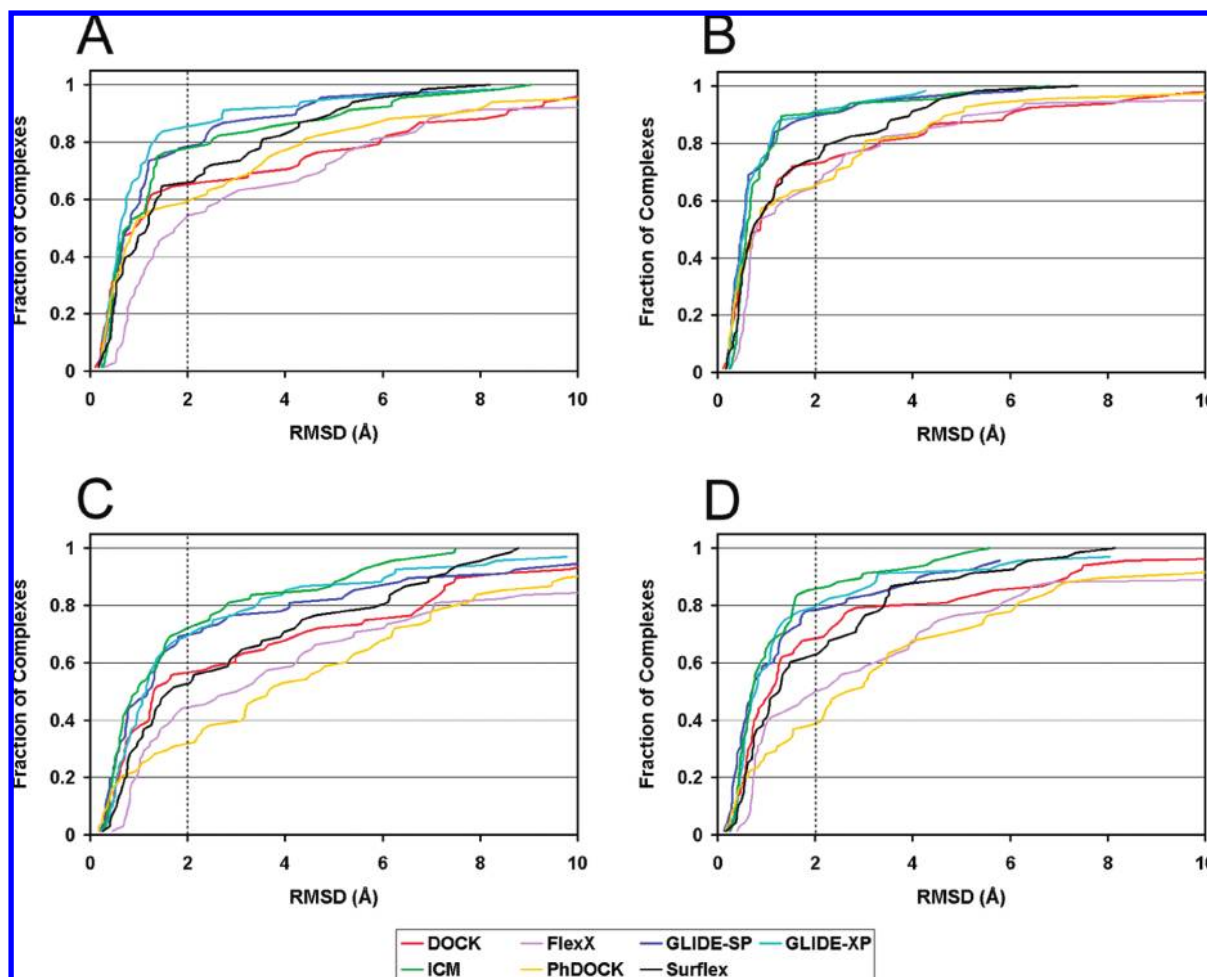 A
B
Fraction of Complexes
1
0.8
0.6
0.4
0.2
0
0 2 4 6 8 10
RMSD (Å)
Fraction of Complexes
1
0.8
0.6
0.4
0.2
0
0 2 4 6 8 10
RMSD (Å)
C
D
Fraction of Complexes
1
0.8
0.6
0.4
0.2
0
0 2 4 6 8 10
RMSD (Å)
Fraction of Complexes
1
0.8
0.6
0.4
0.2
0
0 2 4 6 8 10
RMSD (Å)
DOCK FlexX GLIDE-SP GLIDE-XP
ICM PhDOCK Surflex